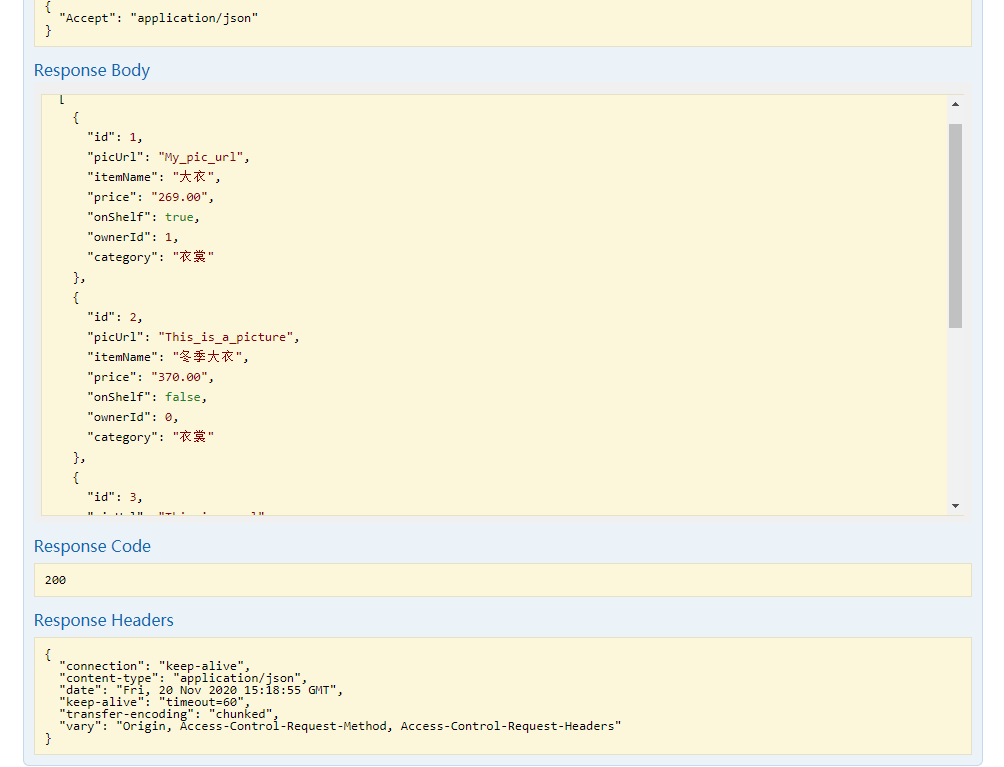 {
"Accept": "application/json"
}
Response Body
[
{
"id": 1,
"picUrl": "My_pic_url",
"itemName": "大衣",
"price": "269.00",
"onShelf": true,
"ownerId": 1,
"category": "衣裳"
},
{
"id": 2,
"picUrl": "This_is_a_picture",
"itemName": "冬季大衣",
"price": "370.00",
"onShelf": false,
"ownerId": 0,
"category": "衣裳"
},
{
"id": 3,
Response Code
200
Response Headers
{
"connection": "keep-alive",
"content-type": "application/json",
"date": "Fri, 20 Nov 2020 15:18:55 GMT",
"keep-alive": "timeout=60",
"transfer-encoding": "chunked",
"vary": "Origin, Access-Control-Request-Method, Access-Control-Request-Headers"
}